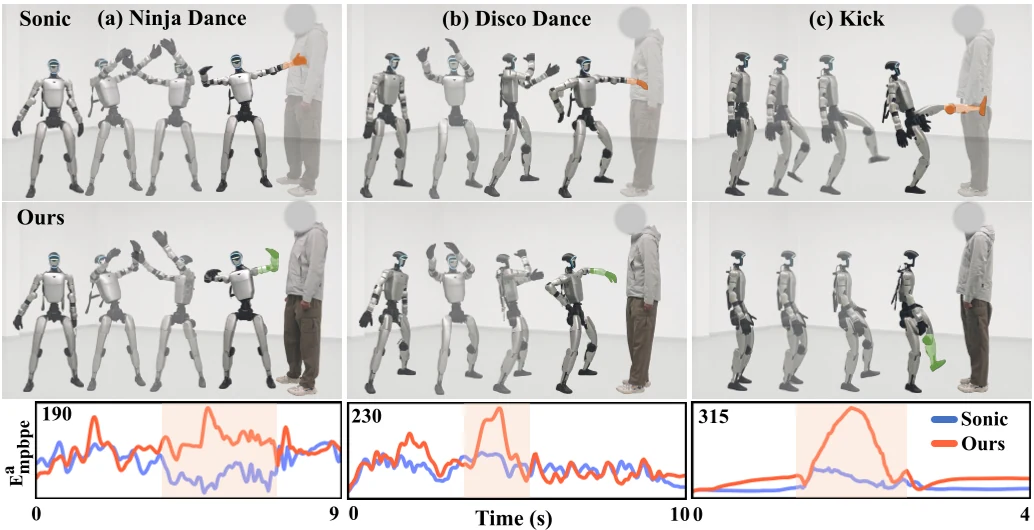 Sonic (a) Ninja Dance (b) Disco Dance (c) Kick
Ours
190 230 315 Sonic
Ours
E^a_mpbpe
0 9 0 Time (s) 10 0 4